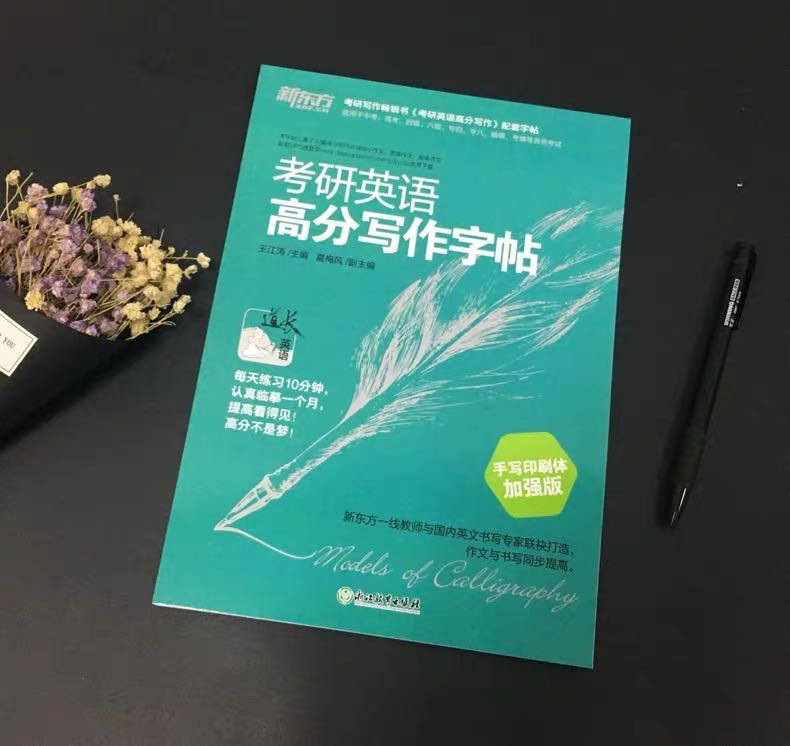 新东方
XDF.CN
考研写作畅销书《考研英语高分写作》配套字帖
适用于中考、高考、四级、六级、专四、专八、考博等各类考试
考研英语
高分写作字帖
王江涛/主编 夏梅风/副主编
道长
英语
每天练习10分钟,
认真临摹一个月,
提高看得见!
高分不是梦!
手写印刷体
加强版
新东方一线教师与国内英文书写专家联袂打造,
作文与书写同步提高。
Models of Calligraphy
浙江教育出版社
YOU